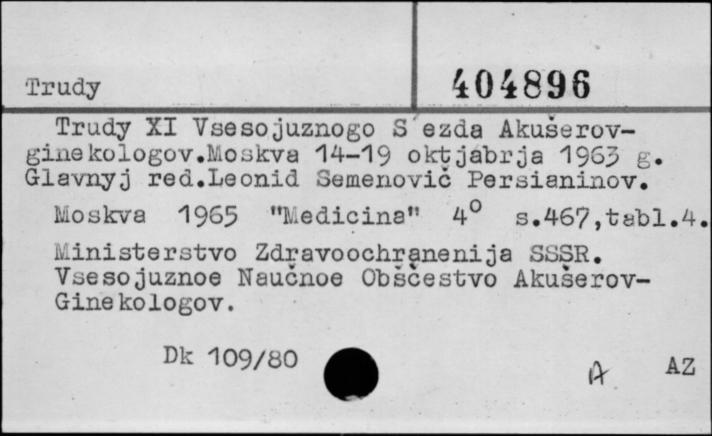 Trudy
404896
Trudy XI Vsesojuznogo S ezda Akušerov-
ginekologov.Moskva 14-19 oktjabrja 1963 g.
Glavnyj red.Leonid Semenovič Persianinov.
Moskva 1965 "Medicina" 4° s.467,tabl.4.
Ministerstvo Zdravoochranenija SSSR.
Vsesojuznoe Naučnoe Obščestvo Akušerov-
Ginekologov.
Dk 109/80
A AZ